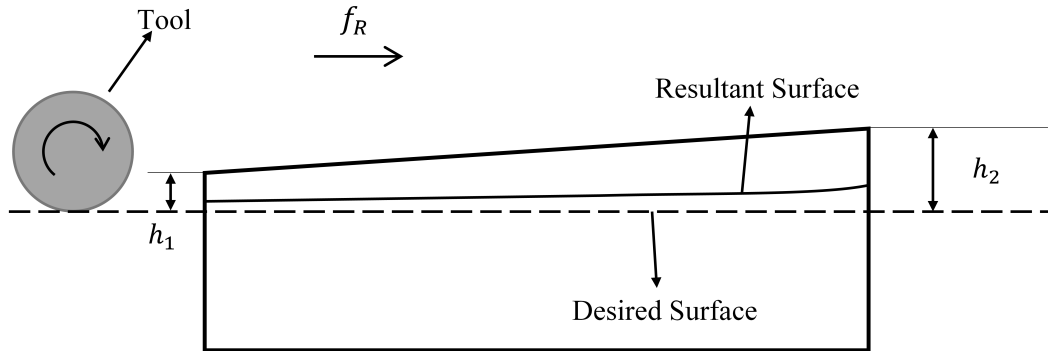 Tool
f_R
Resultant Surface
h_2
h_1
Desired Surface